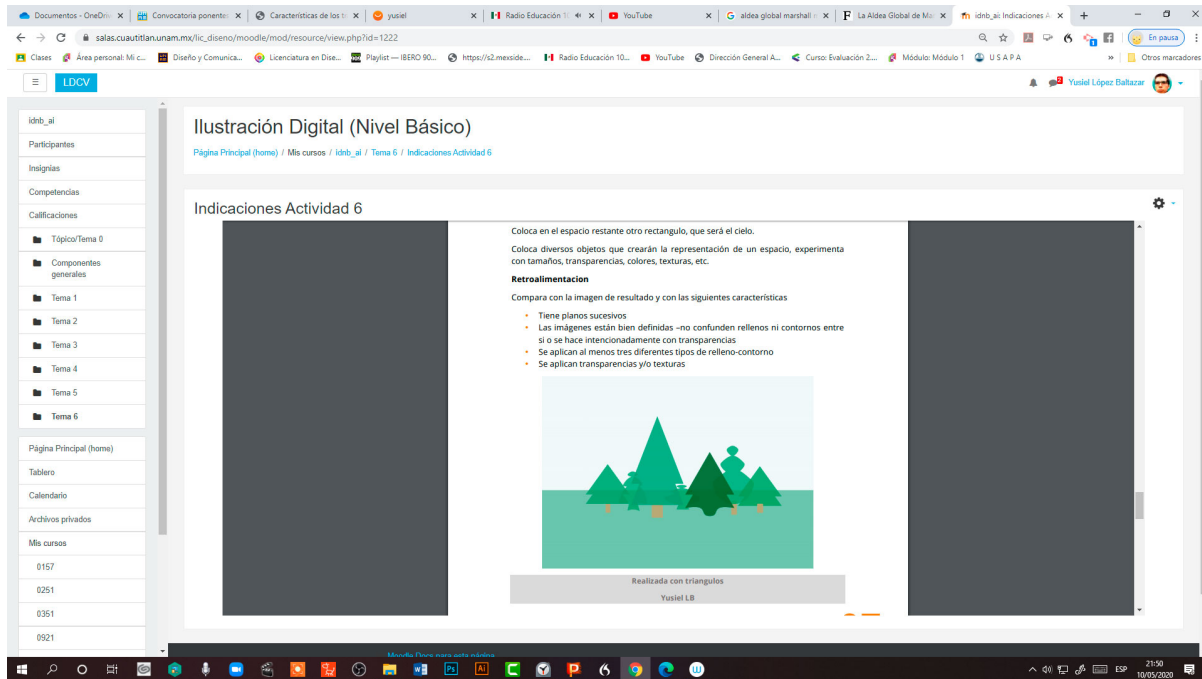 Documentos - OneDriv
Convocatoria ponentes
Características de los t
yusiel
Radio Educación 10
YouTube
aldea global marshall m
La Aldea Global de Mar
idnb_ai: Indicaciones A
salas.cuautitlan.unam.mx/lic_diseno/moodle/mod/resource/view.php?id=1222
En pausa
Clases
Área personal: Mi c...
Diseño y Comunica...
Licenciatura en Dise...
Playlist — IBERO 90...
https://s2.mexside....
Radio Educación 10...
YouTube
Dirección General A...
Curso: Evaluación 2....
Módulo: Módulo 1
U S A P A
»
Otros marcadores
LDCV
2
Yusiel López Baltazar
idnb_ai
Participantes
Insignias
Competencias
Calificaciones
Tópico/Tema 0
Componentes
generales
Tema 1
Tema 2
Tema 3
Tema 4
Tema 5
Tema 6
Página Principal (home)
Tablero
Calendario
Archivos privados
Mis cursos
0157
0251
0351
0921
Ilustración Digital (Nivel Básico)
Página Principal (home) / Mis cursos / idnb_ai / Tema 6 / Indicaciones Actividad 6
Indicaciones Actividad 6
Coloca en el espacio restante otro rectangulo, que será el cielo.
Coloca diversos objetos que crearán la representación de un espacio, experimenta
con tamaños, transparencias, colores, texturas, etc.
Retroalimentacion
Compara con la imagen de resultado y con las siguientes características
• Tiene planos sucesivos
• Las imágenes están bien definidas –no confunden rellenos ni contornos entre
si o se hace intencionadamente con transparencias
• Se aplican al menos tres diferentes tipos de relleno-contorno
• Se aplican transparencias y/o texturas
Realizada con triangulos
Yusiel LB
Moodle Docs para esta página
ESP
21:50
10/05/2020